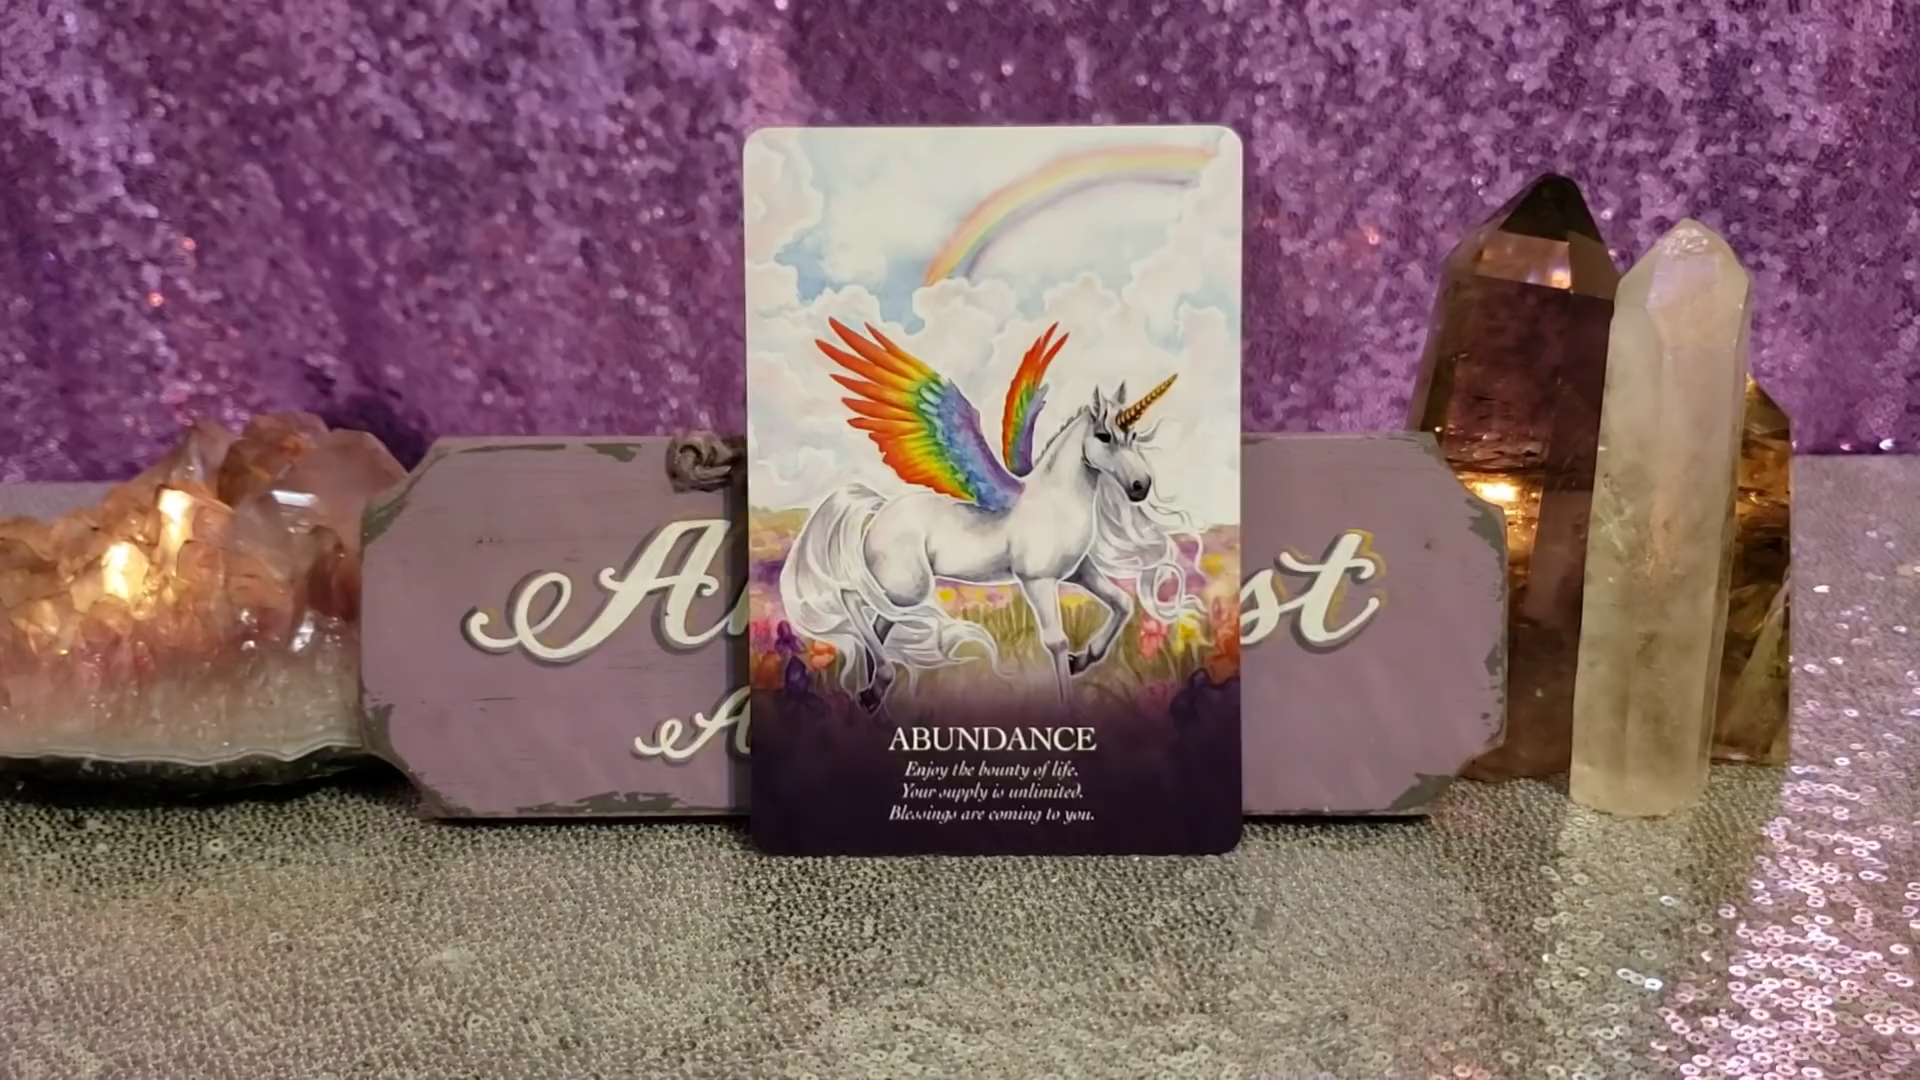 ABUNDANCE
Enjoy the bounty of life.
Your supply is unlimited.
Blessings are coming to you.